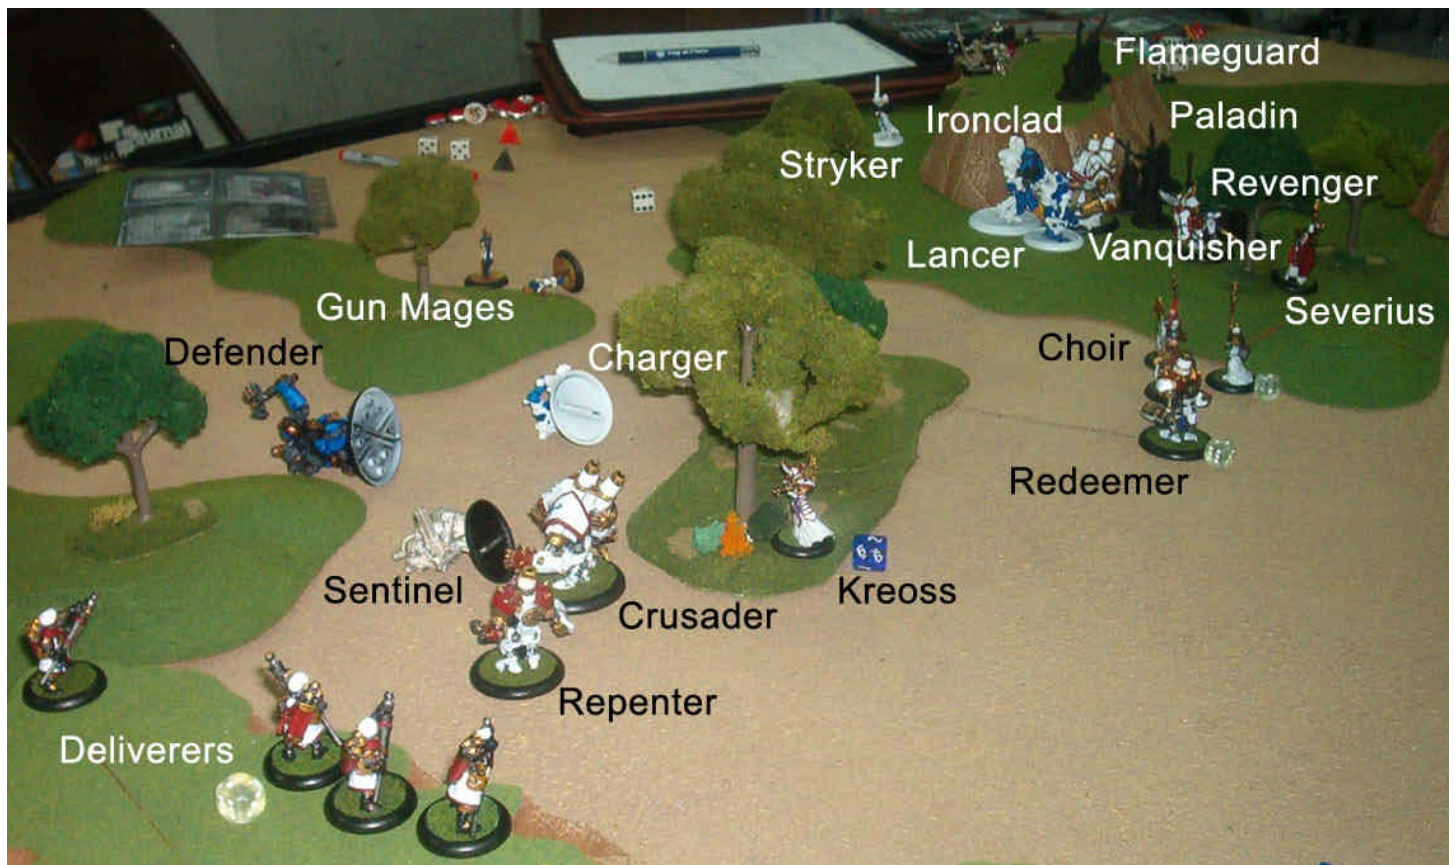 Flameguard
Ironclad
Paladin
Stryker
Revenger
Lancer
Vanquisher
Severius
Gun Mages
Choir
Defender
Charger
Redeemer
Sentinel
Crusader
Kreoss
Repenter
Deliverers